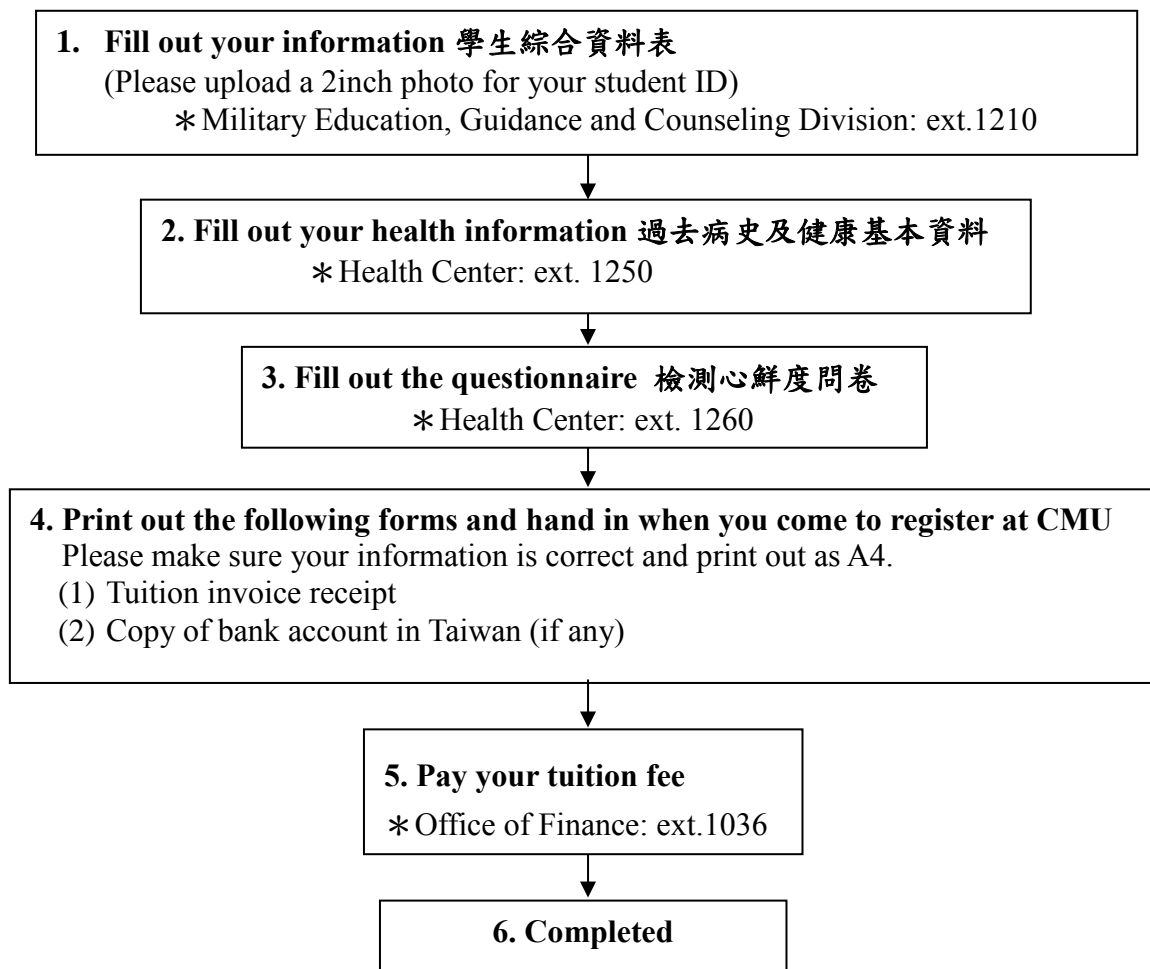 1. Fill out your information 學生綜合資料表
(Please upload a 2inch photo for your student ID)
＊Military Education, Guidance and Counseling Division: ext.1210
2. Fill out your health information 過去病史及健康基本資料
＊Health Center: ext. 1250
3. Fill out the questionnaire 檢測心鮮度問卷
＊Health Center: ext. 1260
4. Print out the following forms and hand in when you come to register at CMU
Please make sure your information is correct and print out as A4.
(1) Tuition invoice receipt
(2) Copy of bank account in Taiwan (if any)
5. Pay your tuition fee
＊Office of Finance: ext.1036
6. Completed